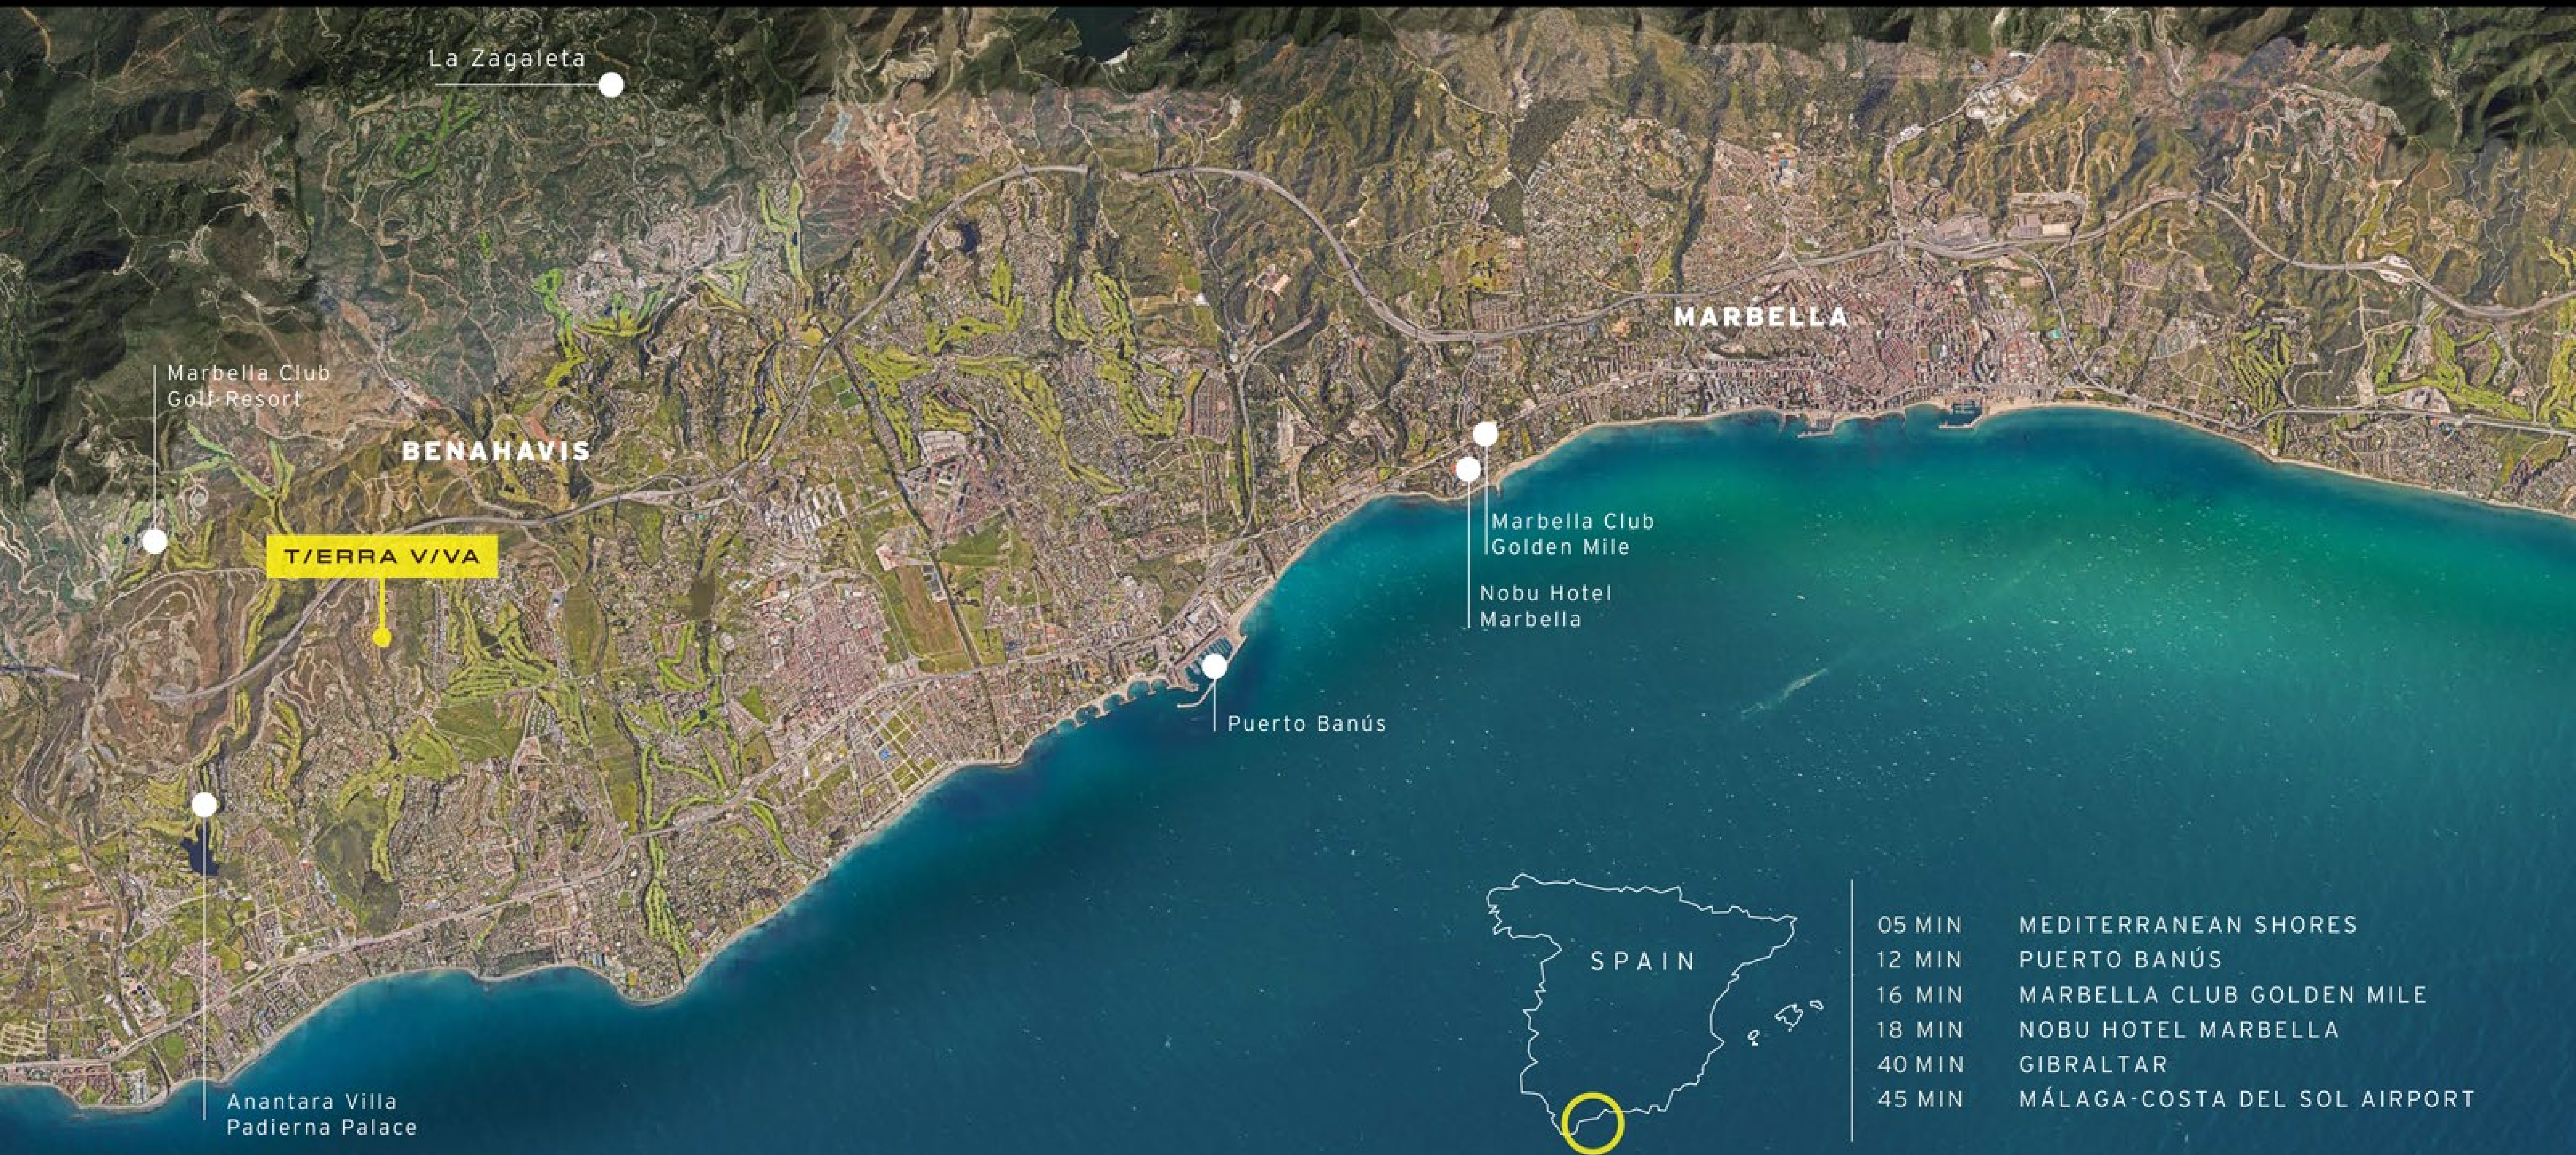 La Zagaleta
Marbella Club
Golf Resort
BENAHAVIS
MARBELLA
T/ERRA V/VA
Marbella Club
Golden Mile
Nobu Hotel
Marbella
Puerto Banús
Anantara Villa
Padierna Palace
SPAIN
05 MIN MEDITERRANEAN SHORES
12 MIN PUERTO BANÚS
16 MIN MARBELLA CLUB GOLDEN MILE
18 MIN NOBU HOTEL MARBELLA
40 MIN GIBRALTAR
45 MIN MÁLAGA-COSTA DEL SOL AIRPORT